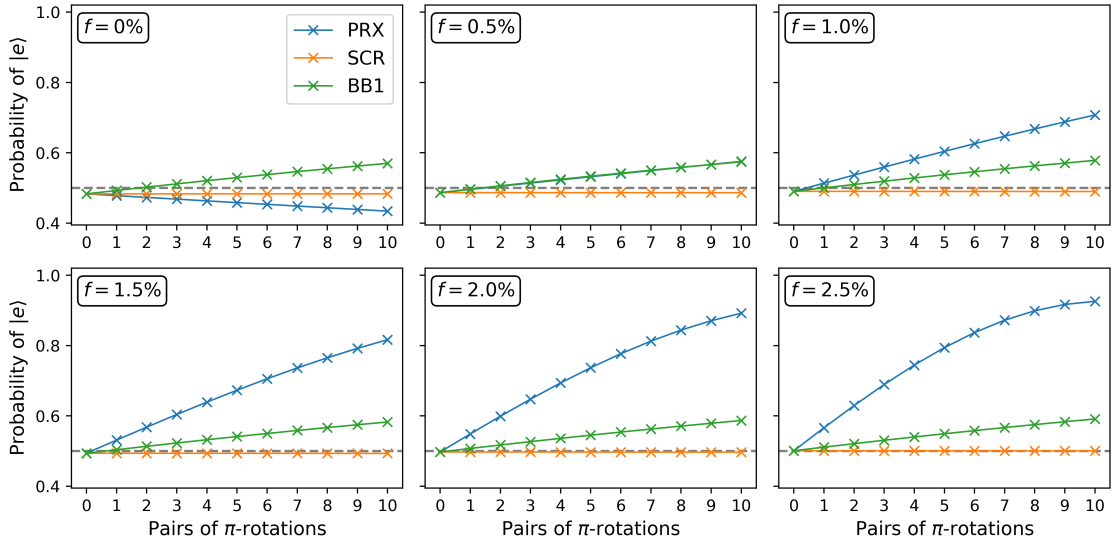 f = 0%
PRX
SCR
BB1
f = 0.5%
f = 1.0%
Probability of |e⟩
1.0
0.8
0.6
0.4
0 1 2 3 4 5 6 7 8 9 10
0 1 2 3 4 5 6 7 8 9 10
0 1 2 3 4 5 6 7 8 9 10
f = 1.5%
f = 2.0%
f = 2.5%
Probability of |e⟩
1.0
0.8
0.6
0.4
0 1 2 3 4 5 6 7 8 9 10
0 1 2 3 4 5 6 7 8 9 10
0 1 2 3 4 5 6 7 8 9 10
Pairs of π-rotations
Pairs of π-rotations
Pairs of π-rotations